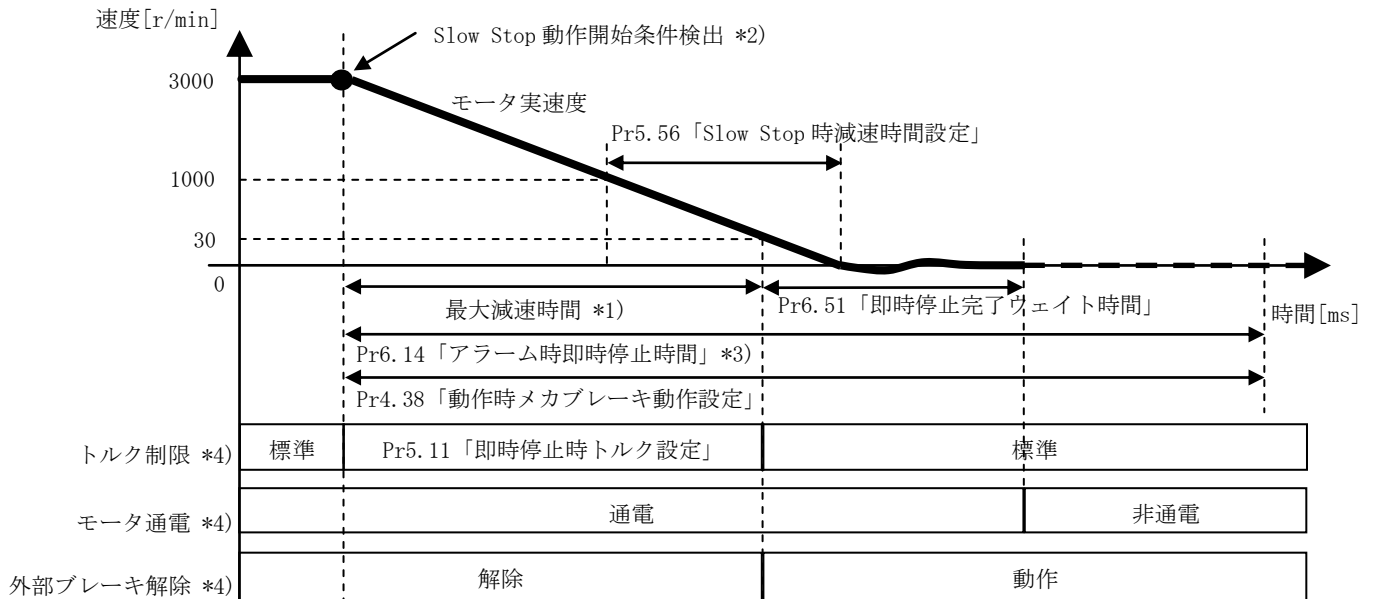 速度[r/min]
Slow Stop 動作開始条件検出 *2)
3000
モータ実速度
Pr5.56「Slow Stop 時減速時間設定」
1000
30
0
最大減速時間 *1)
Pr6.51「即時停止完了ウェイト時間」
時間[ms]
Pr6.14「アラーム時即時停止時間」*3)
Pr4.38「動作時メカブレーキ動作設定」
トルク制限 *4)
標準
Pr5.11「即時停止時トルク設定」
標準
モータ通電 *4)
通電
非通電
外部ブレーキ解除 *4)
解除
動作